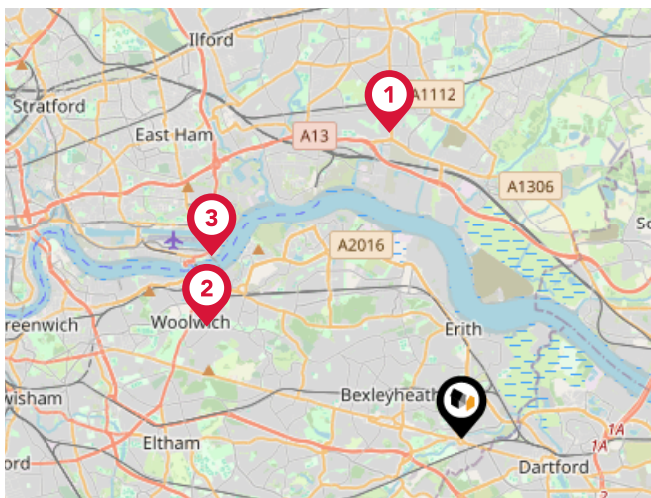 Ilford
1
A1112
Stratford
East Ham
A13
A1306
3
A2016
2
Woolwich
reenwich
Erith
Bexleyheath
wisham
Eltham
1A
1A
ord
Dartford
2